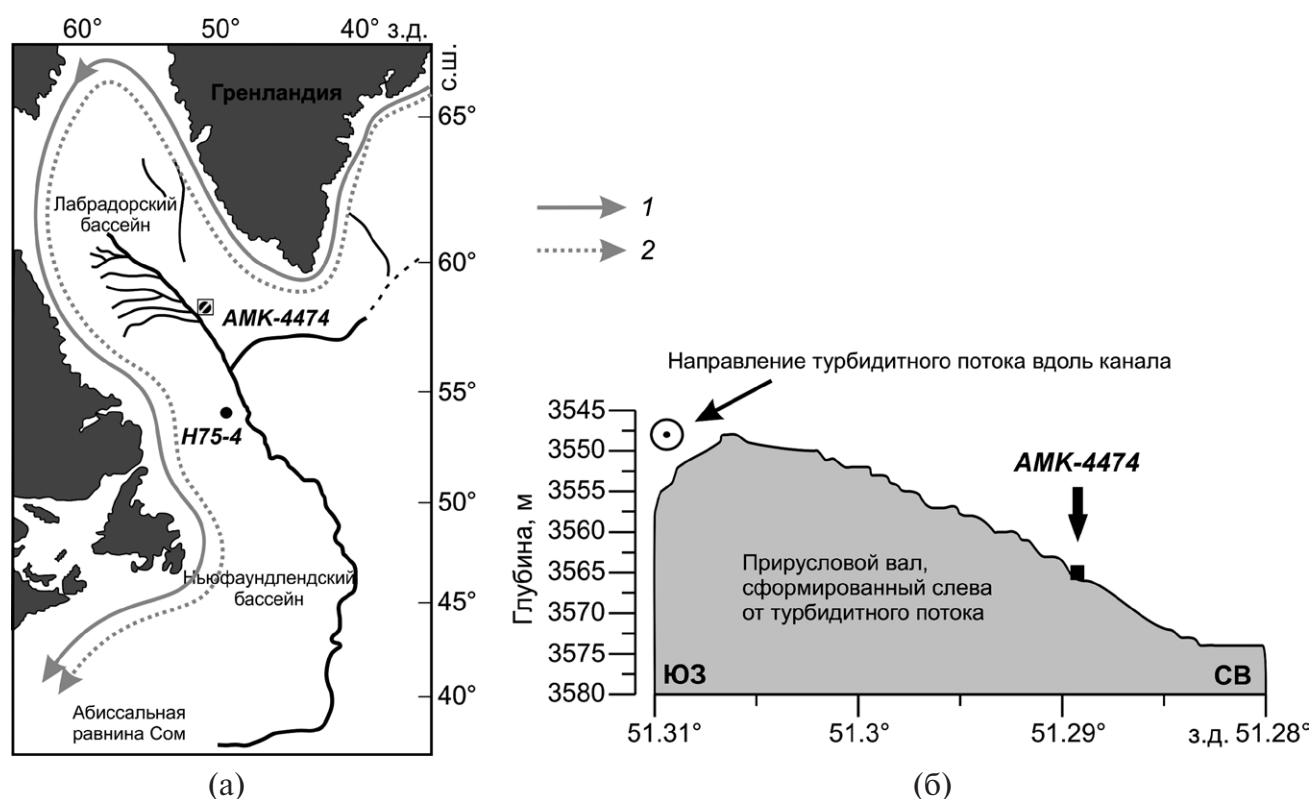 60° 50° 40° з.д.
с.ш.
Гренландия
65°
Лабрадорский
бассейн
60°
АМК-4474
55°
Н75-4
50°
Ньюфаундлендский
бассейн
45°
40°
Абиссальная
равнина Сом
(а)
1
2
Направление турбидитного потока вдоль канала
Глубина, м
3545
3550
3555
3560
3565
3570
3575
3580
АМК-4474
Прирусловой вал,
сформированный слева
от турбидитного потока
ЮЗ
СВ
51.31° 51.3° 51.29° з.д. 51.28°
(б)